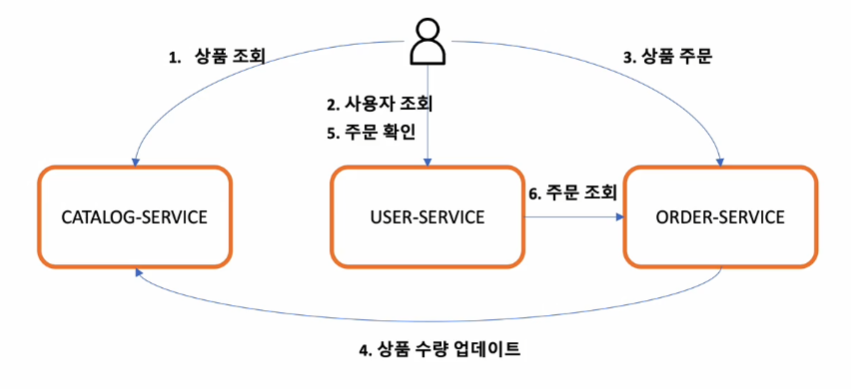 1. 상품 조회
3. 상품 주문
2. 사용자 조회
5. 주문 확인
6. 주문 조회
CATALOG-SERVICE
USER-SERVICE
ORDER-SERVICE
4. 상품 수량 업데이트